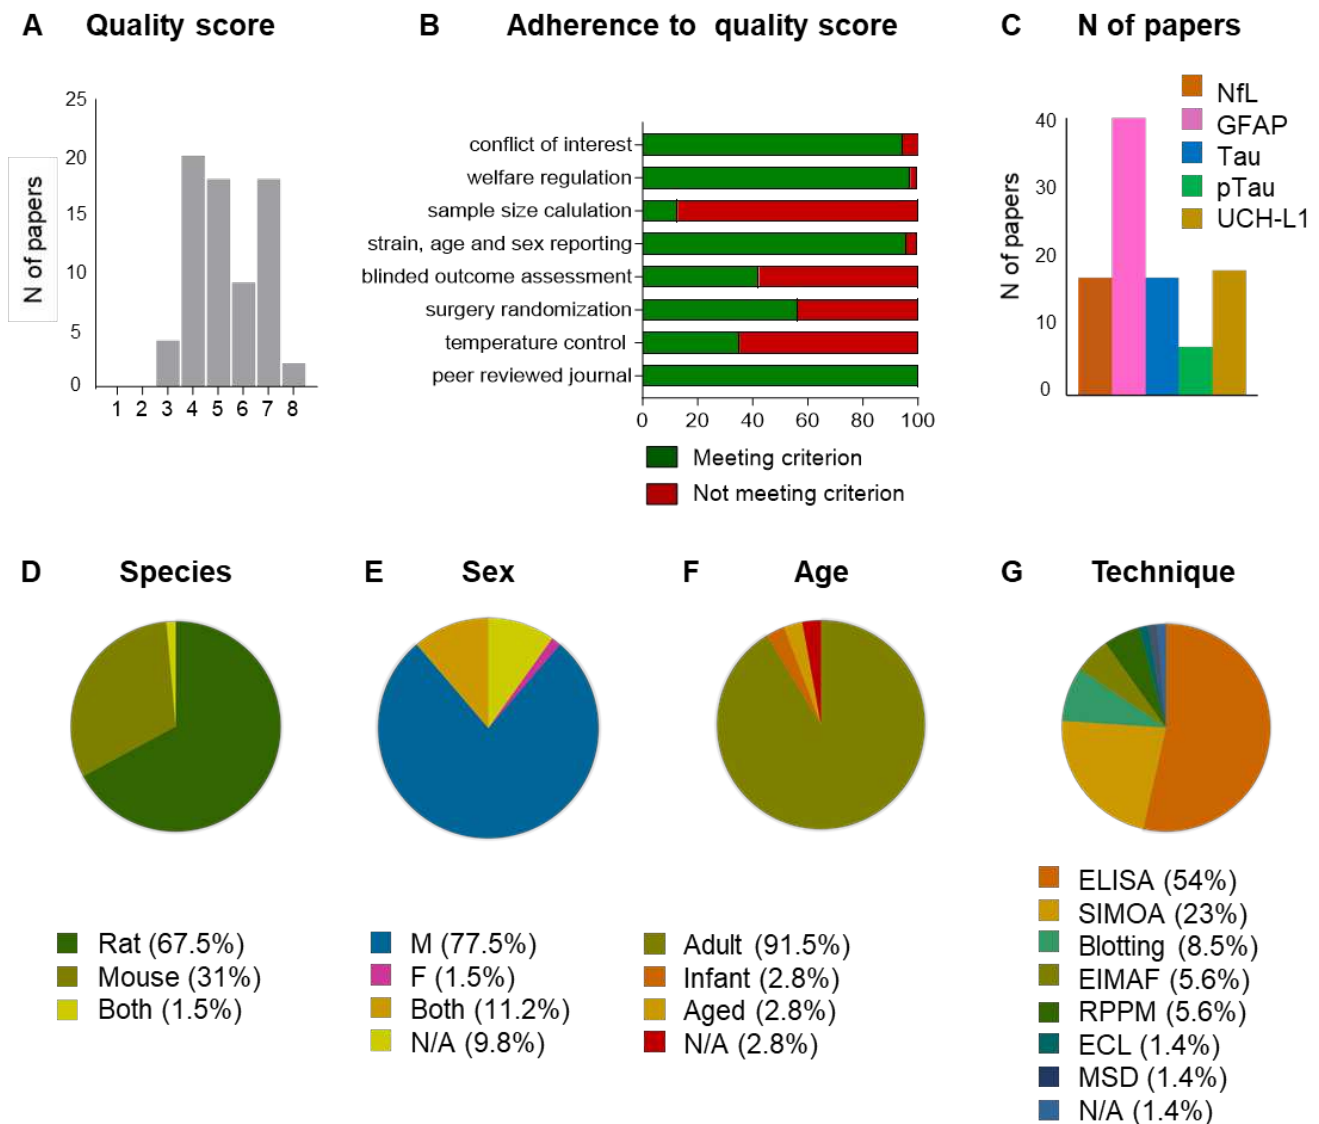 A Quality score
B Adherence to quality score
C N of papers
N of papers
25
20
15
10
5
0
1 2 3 4 5 6 7 8
conflict of interest
welfare regulation
sample size calulation
strain, age and sex reporting
blinded outcome assessment
surgery randomization
temperature control
peer reviewed journal
0 20 40 60 80 100
Meeting criterion
Not meeting criterion
NfL
GFAP
Tau
pTau
UCH-L1
N of papers
40
30
20
10
0
D Species
E Sex
F Age
G Technique
Rat (67.5%)
Mouse (31%)
Both (1.5%)
M (77.5%)
F (1.5%)
Both (11.2%)
N/A (9.8%)
Adult (91.5%)
Infant (2.8%)
Aged (2.8%)
N/A (2.8%)
ELISA (54%)
SIMOA (23%)
Blotting (8.5%)
EIMAF (5.6%)
RPPM (5.6%)
ECL (1.4%)
MSD (1.4%)
N/A (1.4%)